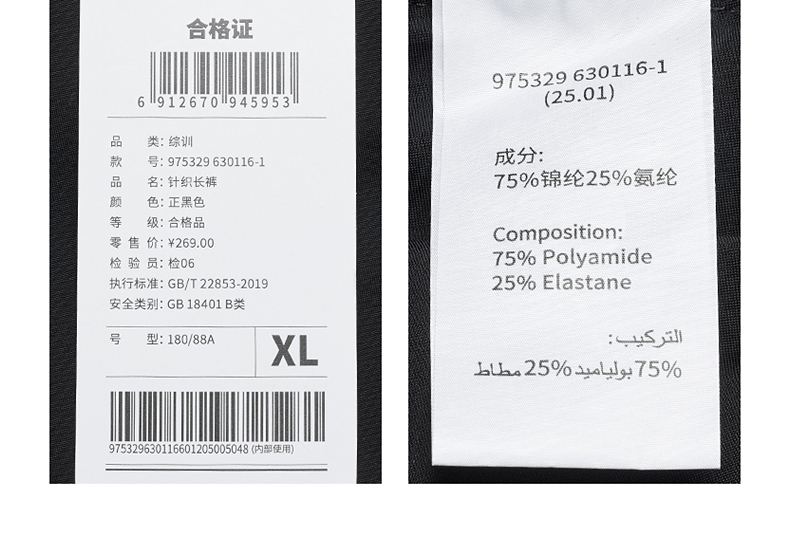 合格证
6 912670 945953
品 类: 综训
款 号: 975329 630116-1
品 名: 针织长裤
颜 色: 正黑色
等 级: 合格品
零 售 价: ¥269.00
检 验 员: 检06
执行标准: GB/T 22853-2019
安全类别: GB 18401 B类
号 型: 180/88A
XL
975329630116601205005048 (内部使用)
975329 630116-1
(25.01)
成分:
75%锦纶25%氨纶
Composition:
75% Polyamide
25% Elastane
التركيب:
75% بولياميد 25% مطاط